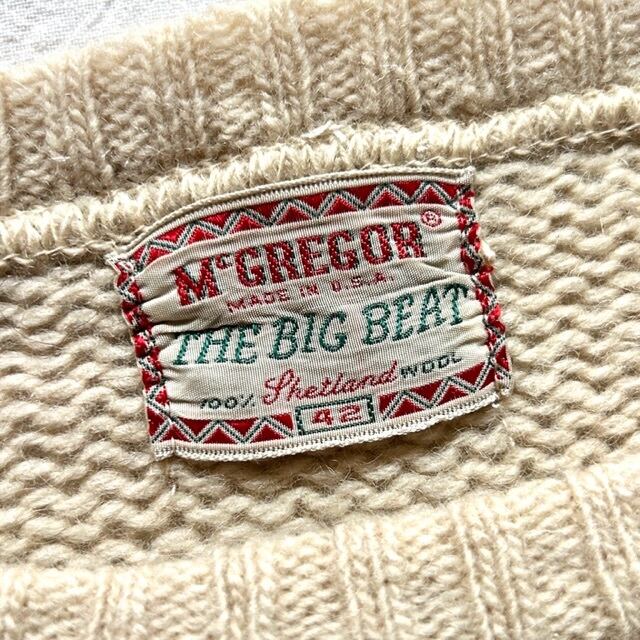 McGREGOR®
MADE IN U.S.A.
THE BIG BEAT
100% Shetland WOOL
42